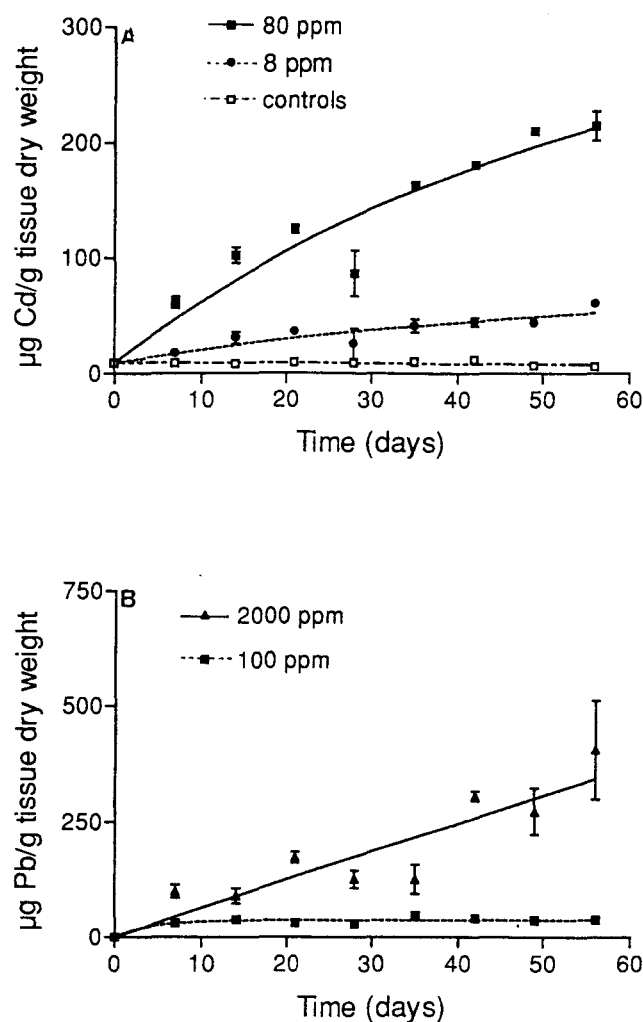 A
80 ppm
8 ppm
controls
300
200
100
0
µg Cd/g tissue dry weight
0 10 20 30 40 50 60
Time (days)
B
2000 ppm
100 ppm
750
500
250
0
µg Pb/g tissue dry weight
0 10 20 30 40 50 60
Time (days)